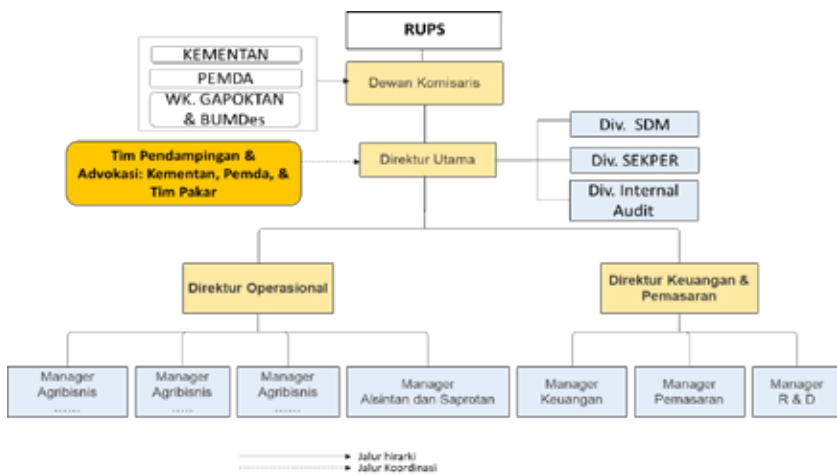 RUPS
KEMENTAN
PEMDA
WK. GAPOKTAN
& BUMDes
Dewan Komisaris
Tim Pendampingan &
Advokasi: Kementan, Pemda, &
Tim Pakar
Direktur Utama
Div. SDM
Div. SEKPER
Div. Internal
Audit
Direktur Operasional
Direktur Keuangan &
Pemasaran
Manager
Agribisnis
......
Manager
Agribisnis
.....
Manager
Agribisnis
......
Manager
Alsintan dan Saprotan
Manager
Keuangan
Manager
Pemasaran
Manager
R & D
Jalur hirarki
Jalur Koordinasi